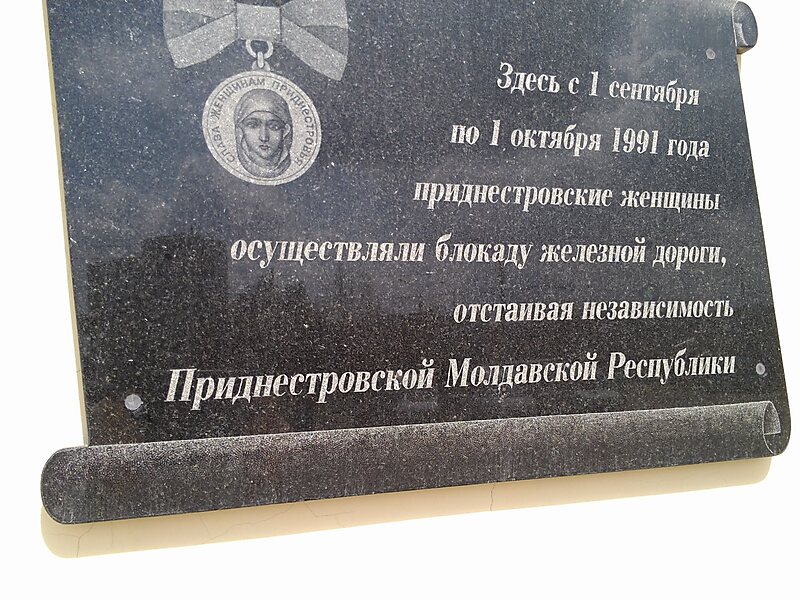 СЛАВА ЖЕНЩИНАМ ПРИДНЕСТРОВЬЯ
Здесь с 1 сентября
по 1 октября 1991 года
приднестровские женщины
осуществляли блокаду железной дороги,
отстаивая независимость
Приднестровской Молдавской Республики